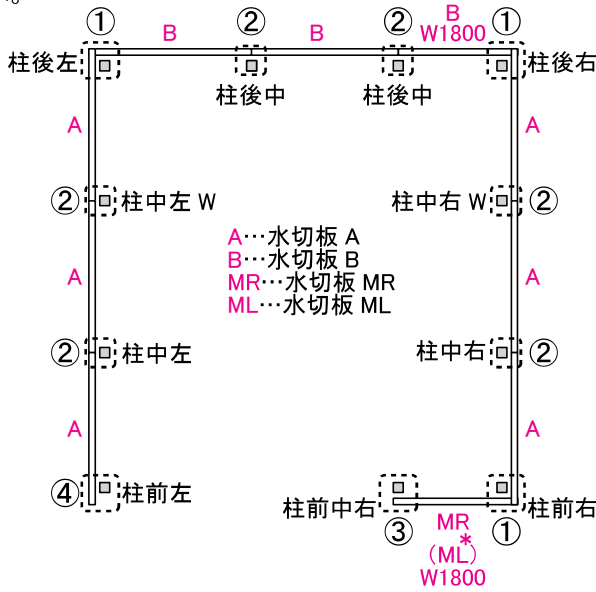 B
① B ② B ② W1800 ①
柱後左 柱後中 柱後中 柱後右
A A
② 柱中左 W 柱中右 W ②
A…水切板 A
B…水切板 B
MR…水切板 MR
ML…水切板 ML
A A
② 柱中左 柱中右 ②
A A
④ 柱前左 柱前中右 柱前右
③ MR ①
*
(ML)
W1800